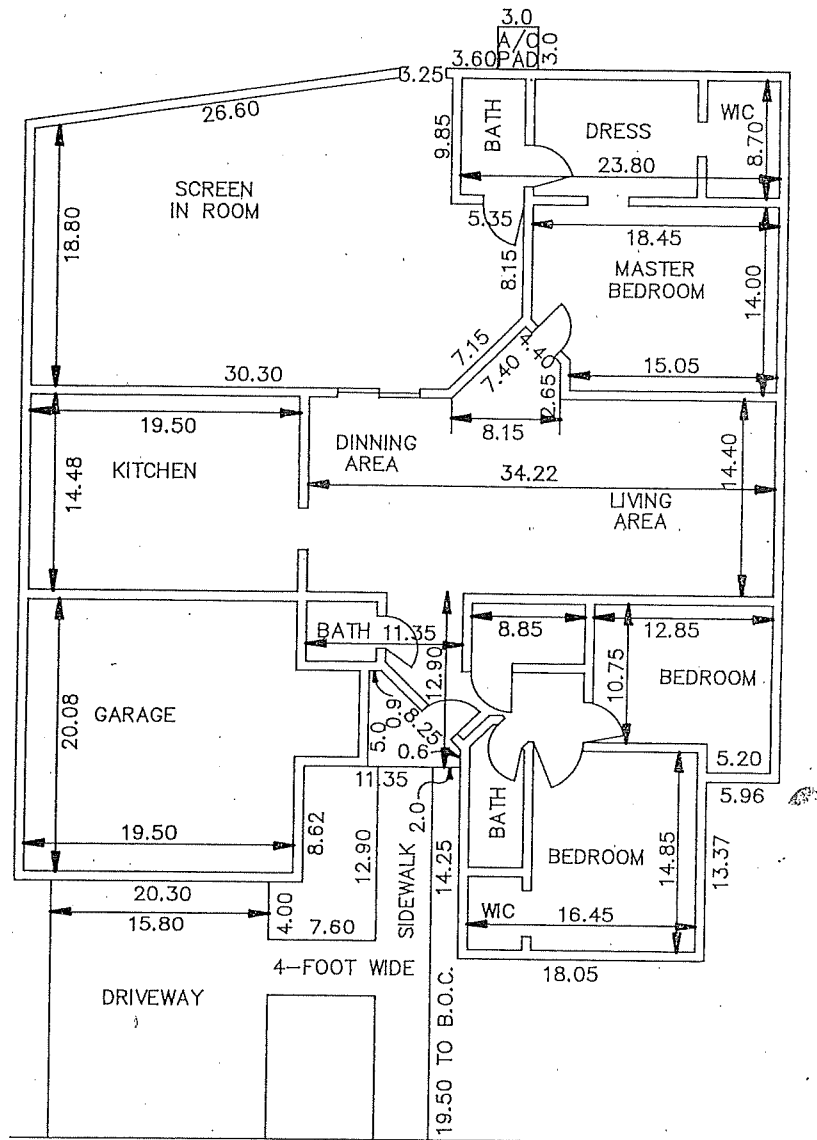 3.0
A/C
PAD
3.0
3.60
3.25
26.60
9.85
BATH
DRESS
WIC
8.70
23.80
SCREEN
IN ROOM
18.80
5.35
18.45
8.15
MASTER
BEDROOM
14.00
7.15
4.40
7.40
30.30
15.05
2.65
19.50
8.15
DINNING
AREA
14.40
KITCHEN
14.48
34.22
LIVING
AREA
BATH
11.35
8.85
12.85
12.90
10.75
BEDROOM
GARAGE
20.08
0.9
5.0
8.25
0.6
11.35
5.20
5.96
2.0
19.50
8.62
12.90
SIDEWALK
14.25
BATH
BEDROOM
14.85
13.37
20.30
15.80
4.00
7.60
WIC
16.45
4-FOOT WIDE
18.05
DRIVEWAY
19.50 TO B.O.C.